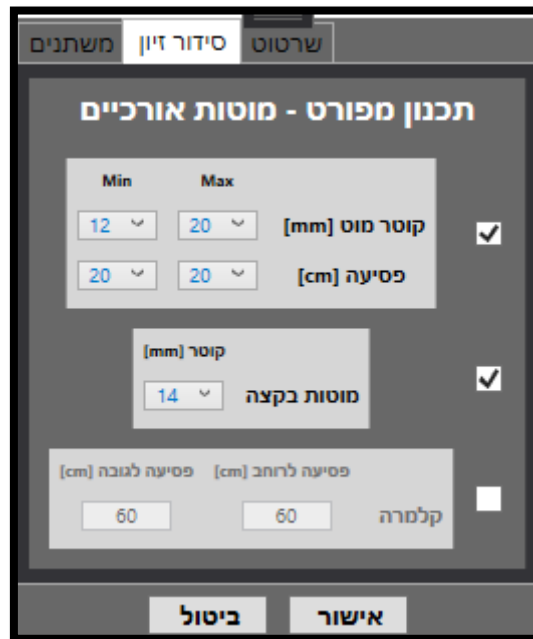 שרטוט סידור זיון משתנים
תכנון מפורט - מוטות אורכיים
Max Min
קוטר מוט [mm] 20 12
פסיעה [cm] 20 20
קוטר [mm]
מוטות בקצה 14
פסיעה לרוחב [cm] פסיעה לגובה [cm]
קלמרה 60 60
אישור ביטול